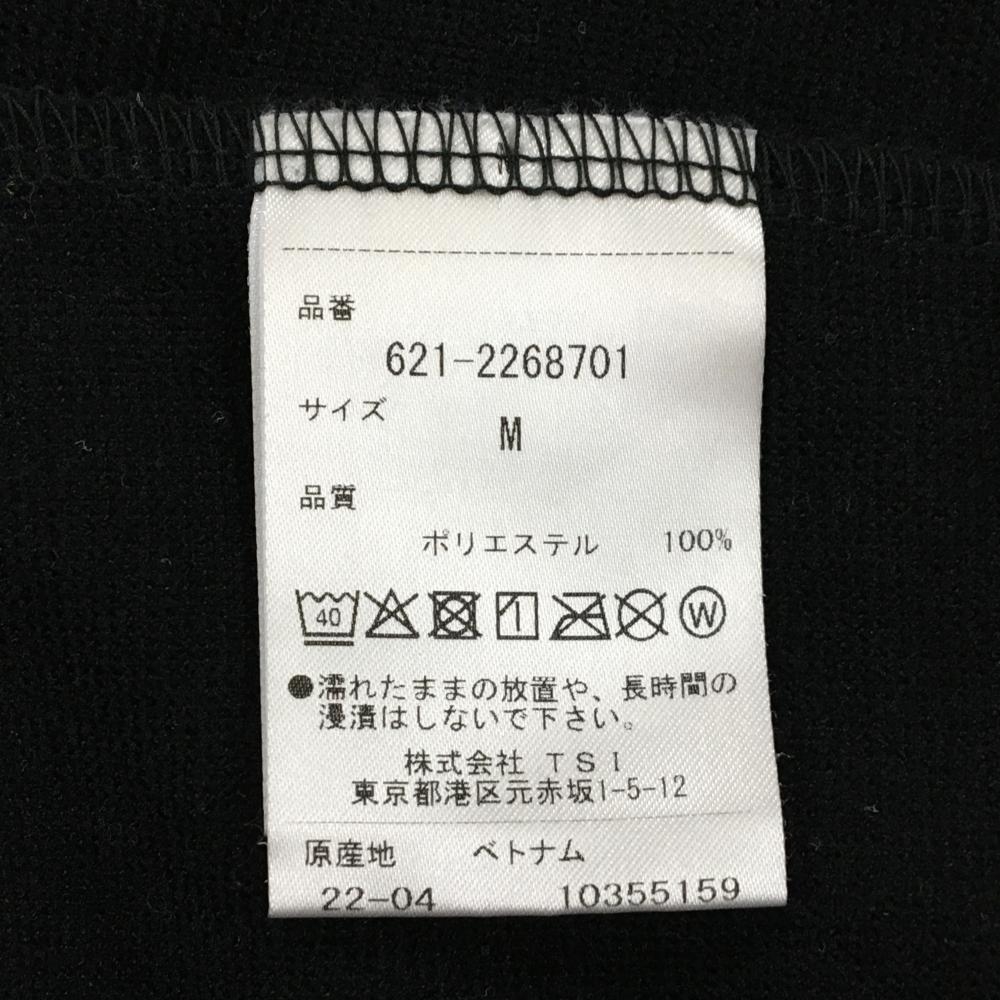 品番
621-2268701
サイズ
M
品質
ポリエステル 100%
40 W
●濡れたままの放置や、長時間の
浸漬はしないで下さい。
株式会社 TSI
東京都港区元赤坂1-5-12
原産地 ベトナム
22-04 10355159